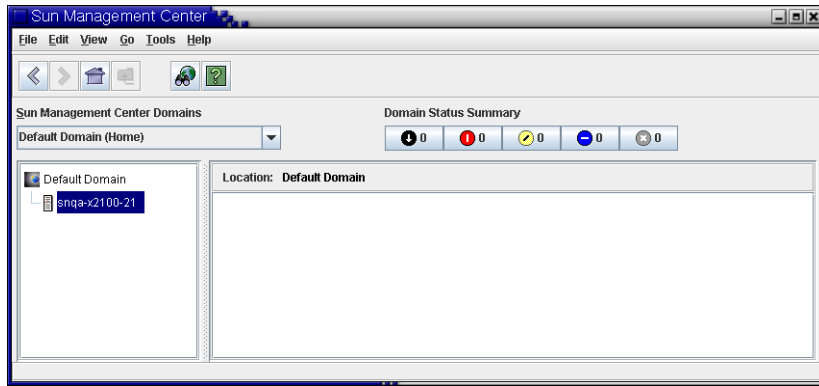 Sun Management Center
File Edit View Go Tools Help
Sun Management Center Domains
Domain Status Summary
Default Domain (Home)
0 0 0 0 0
Default Domain
snqa-x2100-21
Location: Default Domain